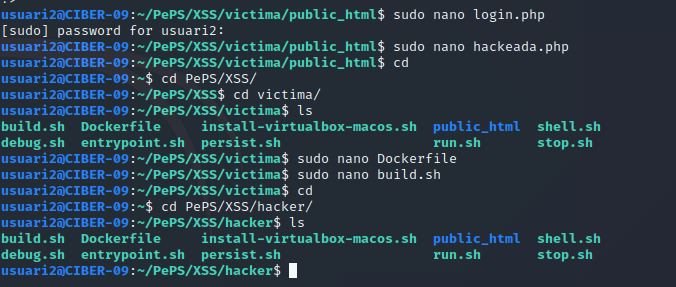 usuari2@CIBER-09:~/PePS/XSS/victima/public_html$ sudo nano login.php
[sudo] password for usuari2:
usuari2@CIBER-09:~/PePS/XSS/victima/public_html$ sudo nano hackeada.php
usuari2@CIBER-09:~/PePS/XSS/victima/public_html$ cd
usuari2@CIBER-09:~$ cd PePS/XSS/
usuari2@CIBER-09:~/PePS/XSS$ cd victima/
usuari2@CIBER-09:~/PePS/XSS/victima$ ls
build.sh  Dockerfile     install-virtualbox-macos.sh  public_html  shell.sh
debug.sh  entrypoint.sh  persist.sh                   run.sh       stop.sh
usuari2@CIBER-09:~/PePS/XSS/victima$ sudo nano Dockerfile
usuari2@CIBER-09:~/PePS/XSS/victima$ sudo nano build.sh
usuari2@CIBER-09:~/PePS/XSS/victima$ cd
usuari2@CIBER-09:~$ cd PePS/XSS/hacker/
usuari2@CIBER-09:~/PePS/XSS/hacker$ ls
build.sh  Dockerfile     install-virtualbox-macos.sh  public_html  shell.sh
debug.sh  entrypoint.sh  persist.sh                   run.sh       stop.sh
usuari2@CIBER-09:~/PePS/XSS/hacker$